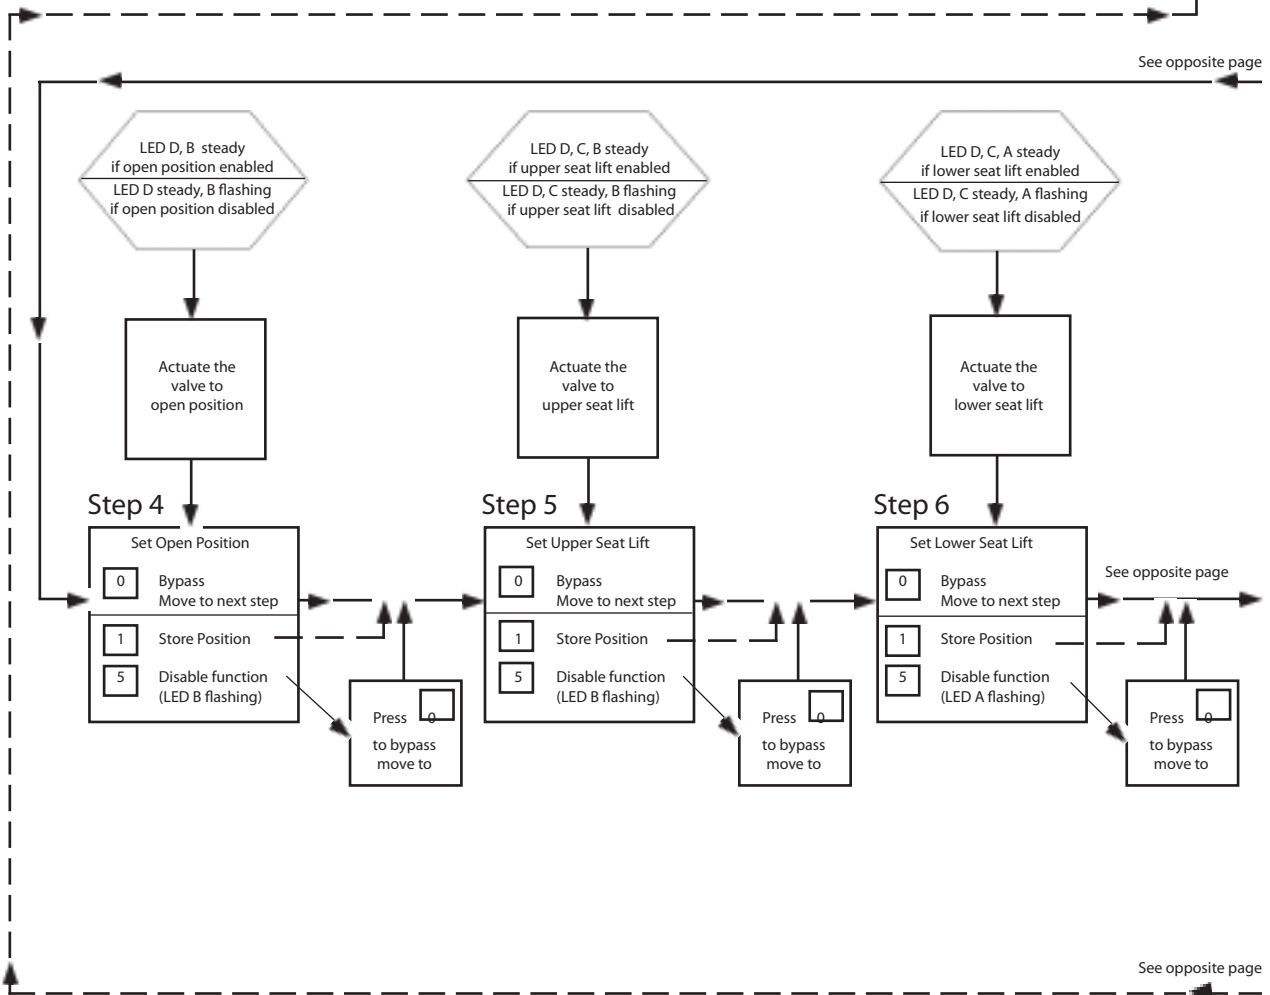 See opposite page
LED D, B steady
if open position enabled
LED D steady, B flashing
if open position disabled
LED D, C, B steady
if upper seat lift enabled
LED D, C steady, B flashing
if upper seat lift disabled
LED D, C, A steady
if lower seat lift enabled
LED D, C steady, A flashing
if lower seat lift disabled
Actuate the
valve to
open position
Actuate the
valve to
upper seat lift
Actuate the
valve to
lower seat lift
Step 4
Set Open Position
0 Bypass
Move to next step
1 Store Position
5 Disable function
(LED B flashing)
Press 0
to bypass
move to
Step 5
Set Upper Seat Lift
0 Bypass
Move to next step
1 Store Position
5 Disable function
(LED B flashing)
Press 0
to bypass
move to
Step 6
Set Lower Seat Lift
0 Bypass
Move to next step
1 Store Position
5 Disable function
(LED A flashing)
See opposite page
Press 0
to bypass
move to
See opposite page